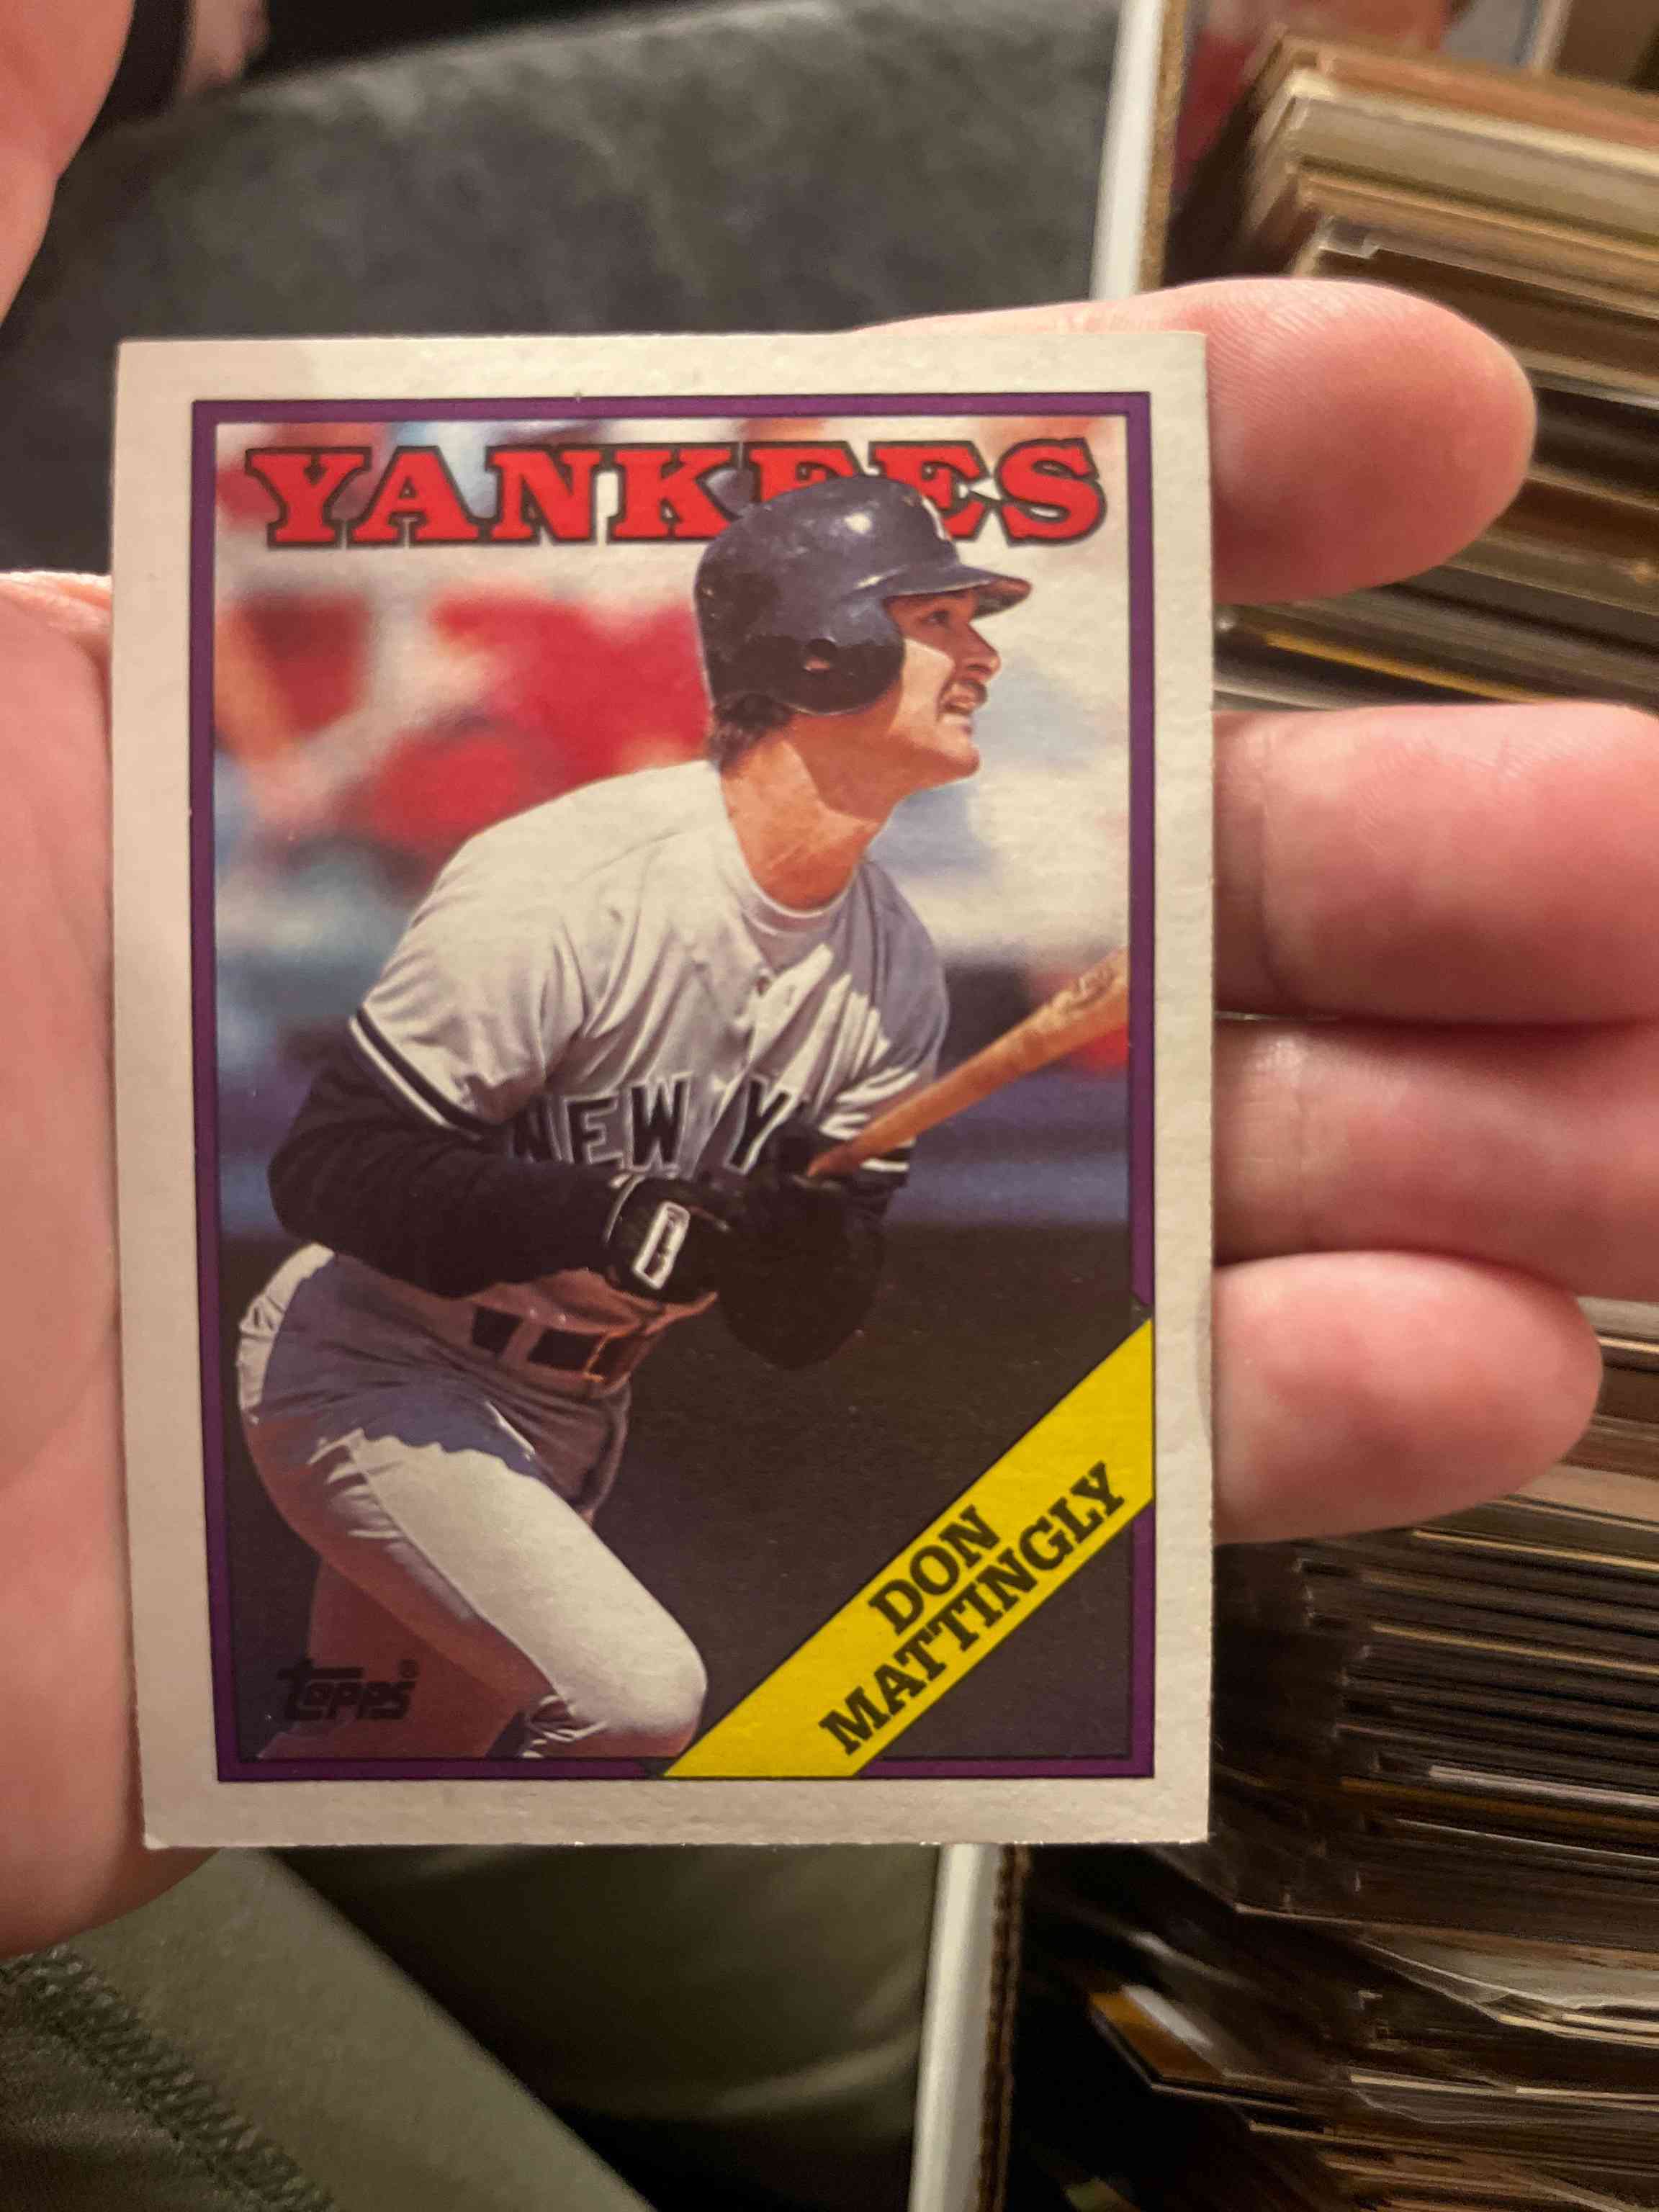 YANKEES
NEW Y
DON
MATTINGLY
topps®